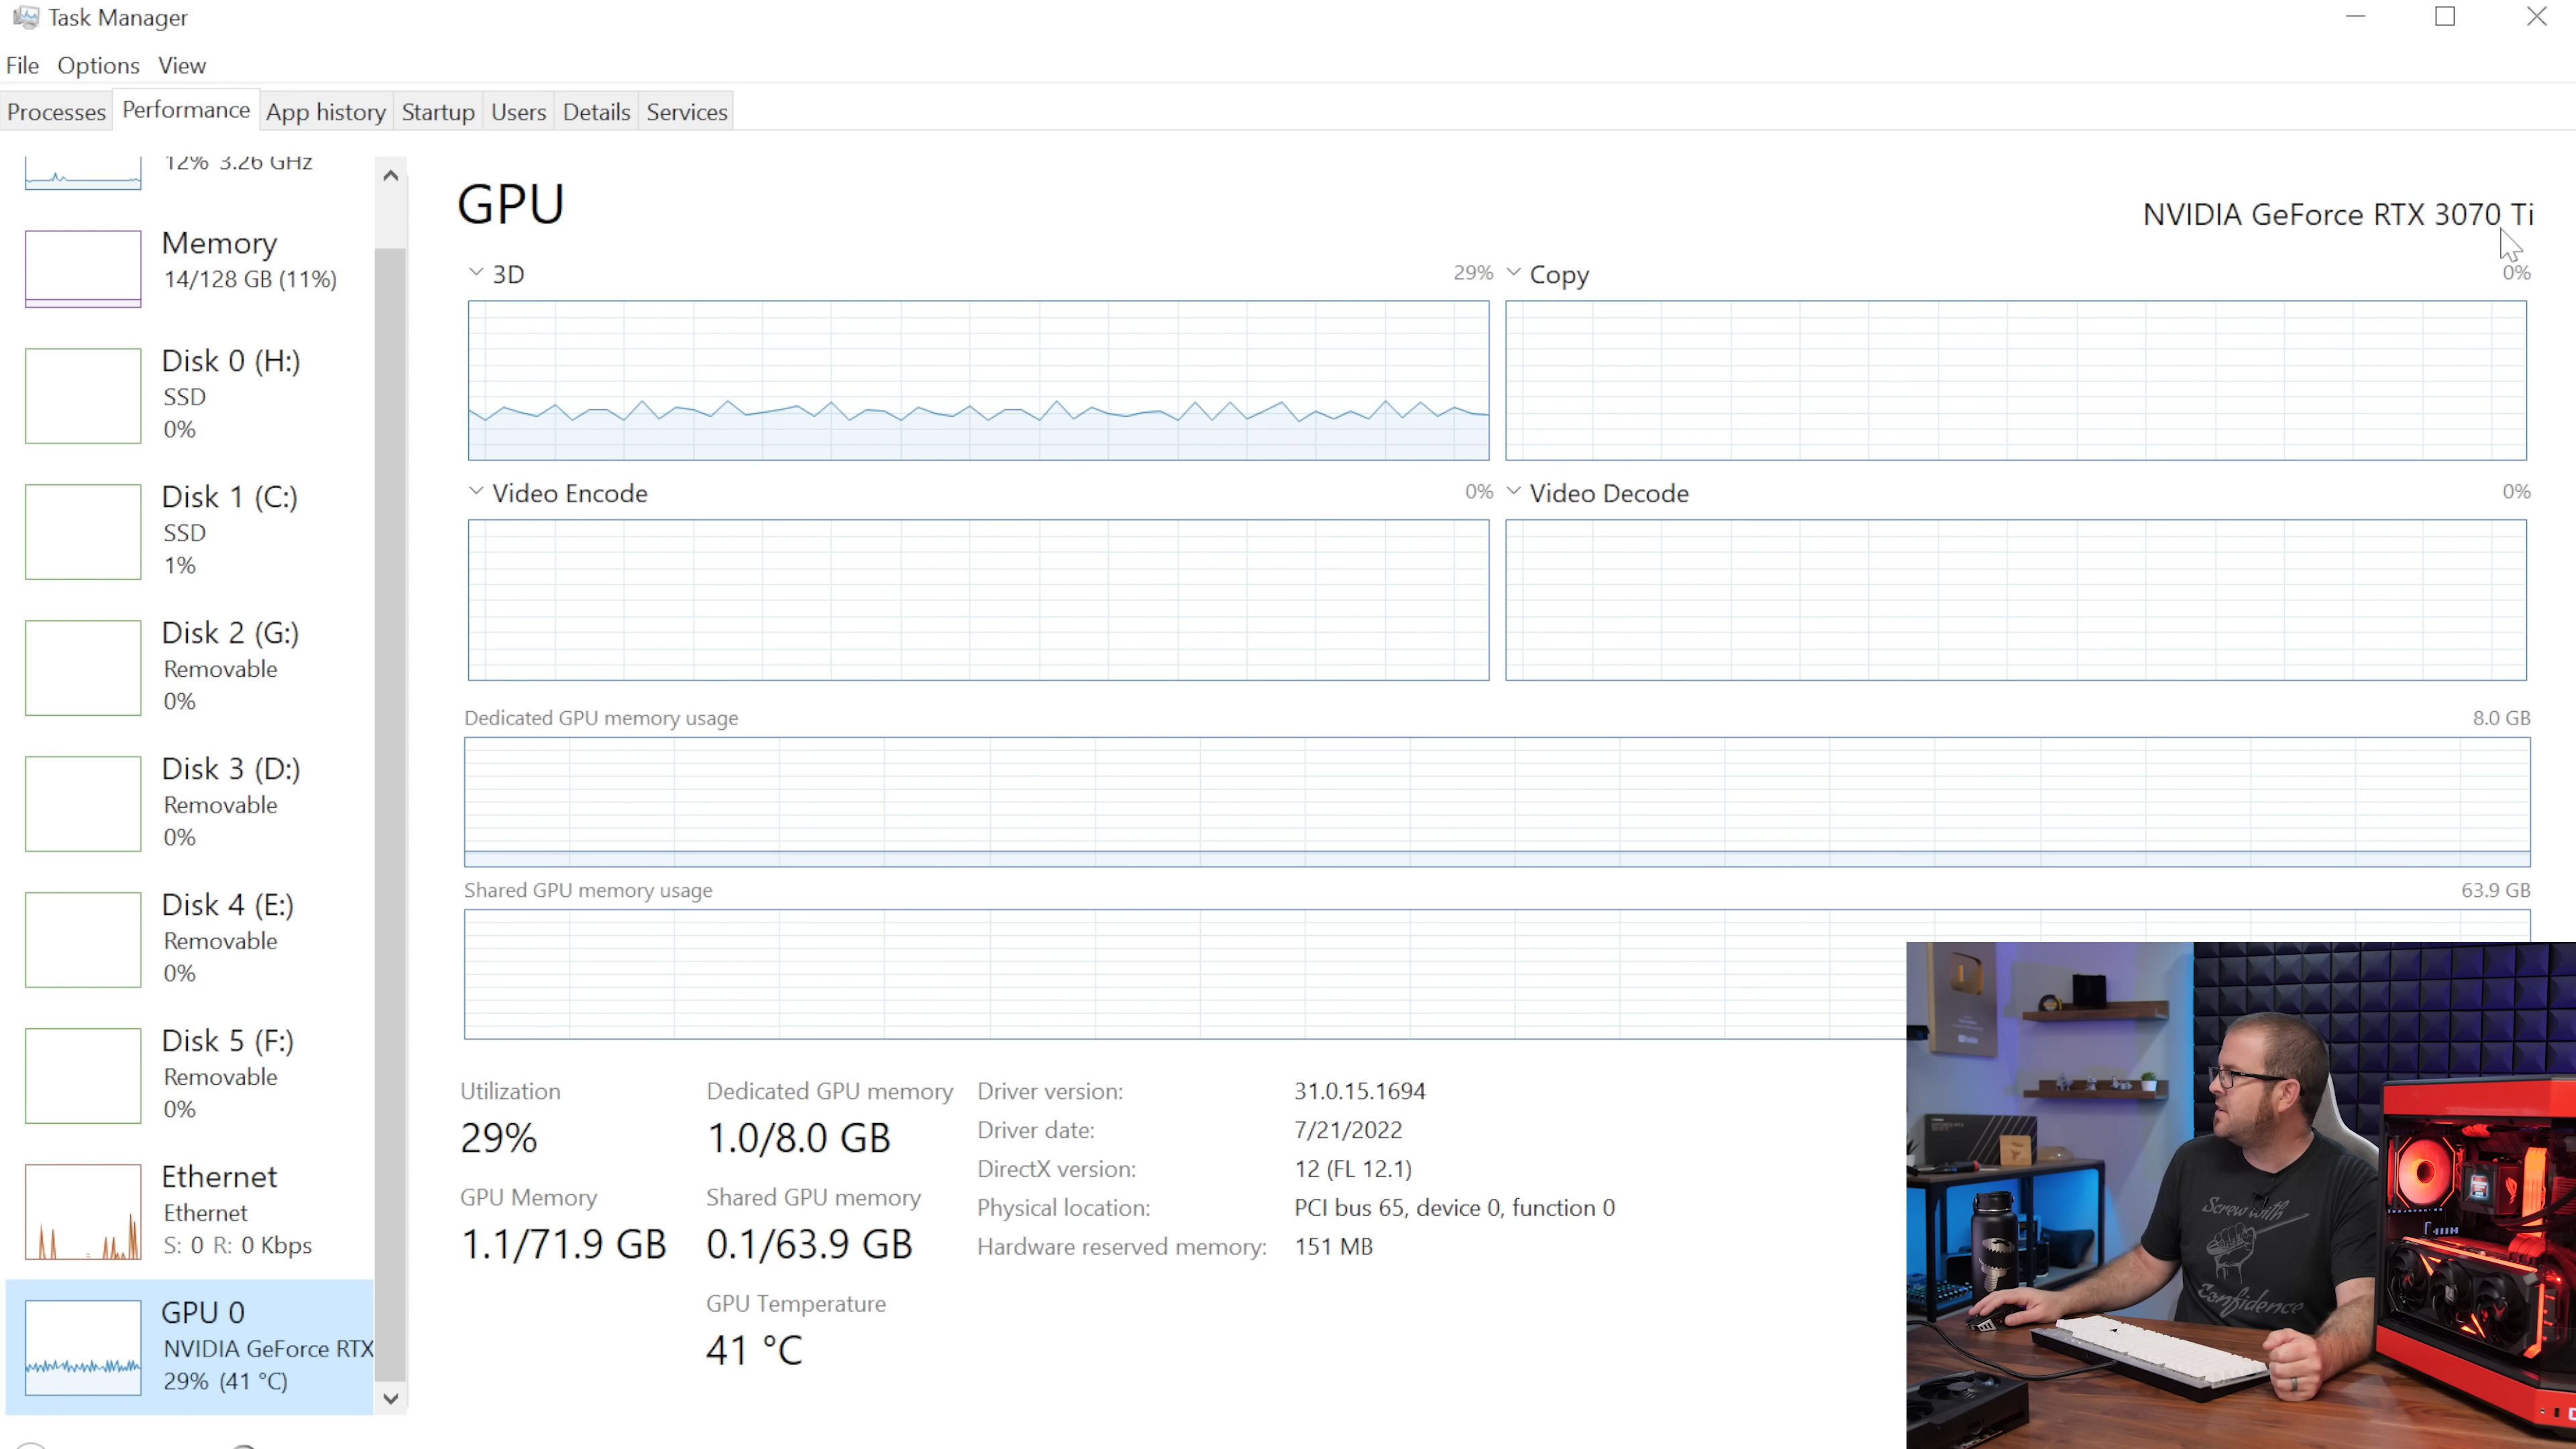 Task Manager
File Options View
Processes Performance App history Startup Users Details Services
12% 3.26 GHz
Memory
14/128 GB (11%)
Disk 0 (H:)
SSD
0%
Disk 1 (C:)
SSD
1%
Disk 2 (G:)
Removable
0%
Disk 3 (D:)
Removable
0%
Disk 4 (E:)
Removable
0%
Disk 5 (F:)
Removable
0%
Ethernet
Ethernet
S: 0 R: 0 Kbps
GPU 0
NVIDIA GeForce RTX
29% (41 °C)
GPU
NVIDIA GeForce RTX 3070 Ti
3D 29%
Copy 0%
Video Encode 0%
Video Decode 0%
Dedicated GPU memory usage 8.0 GB
Shared GPU memory usage 63.9 GB
Utilization
29%
Dedicated GPU memory
1.0/8.0 GB
GPU Memory
1.1/71.9 GB
Shared GPU memory
0.1/63.9 GB
GPU Temperature
41 °C
Driver version: 31.0.15.1694
Driver date: 7/21/2022
DirectX version: 12 (FL 12.1)
Physical location: PCI bus 65, device 0, function 0
Hardware reserved memory: 151 MB
Screw with
Confidence